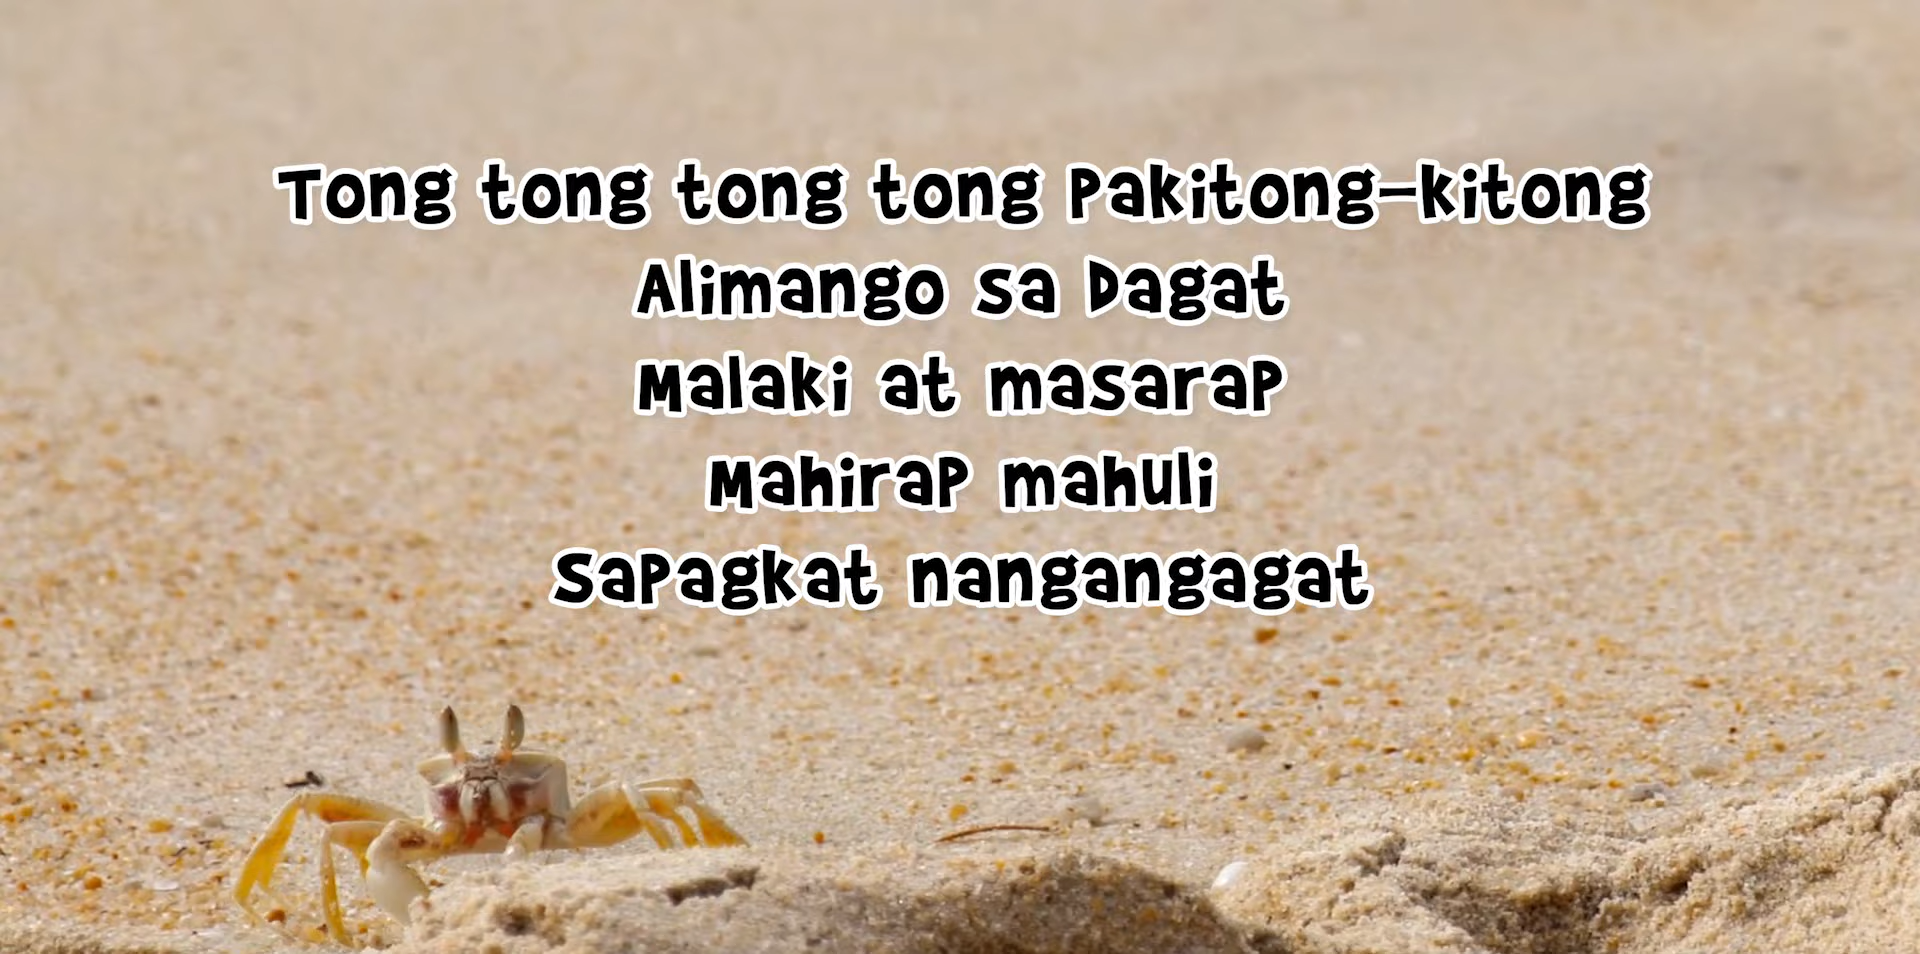 Tong tong tong tong Pakitong-kitong
Alimango sa Dagat
Malaki at masarap
Mahirap mahuli
Sapagkat nangangagat